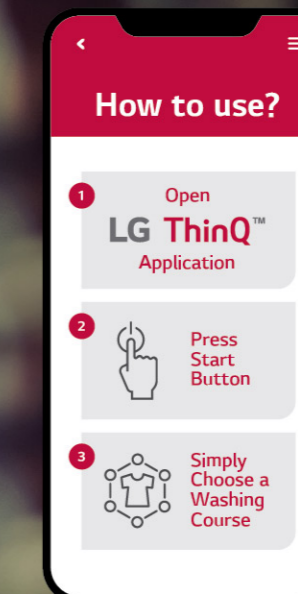 How to use?
1
Open
LG ThinQ™
Application
2
Press
Start
Button
3
Simply
Choose a
Washing
Course